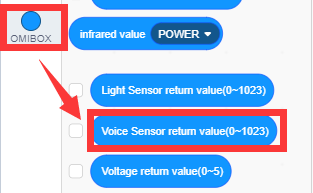 infrared value POWER
OMIBOX
Light Sensor return value(0~1023)
Voice Sensor return value(0~1023)
Voltage return value(0~5)